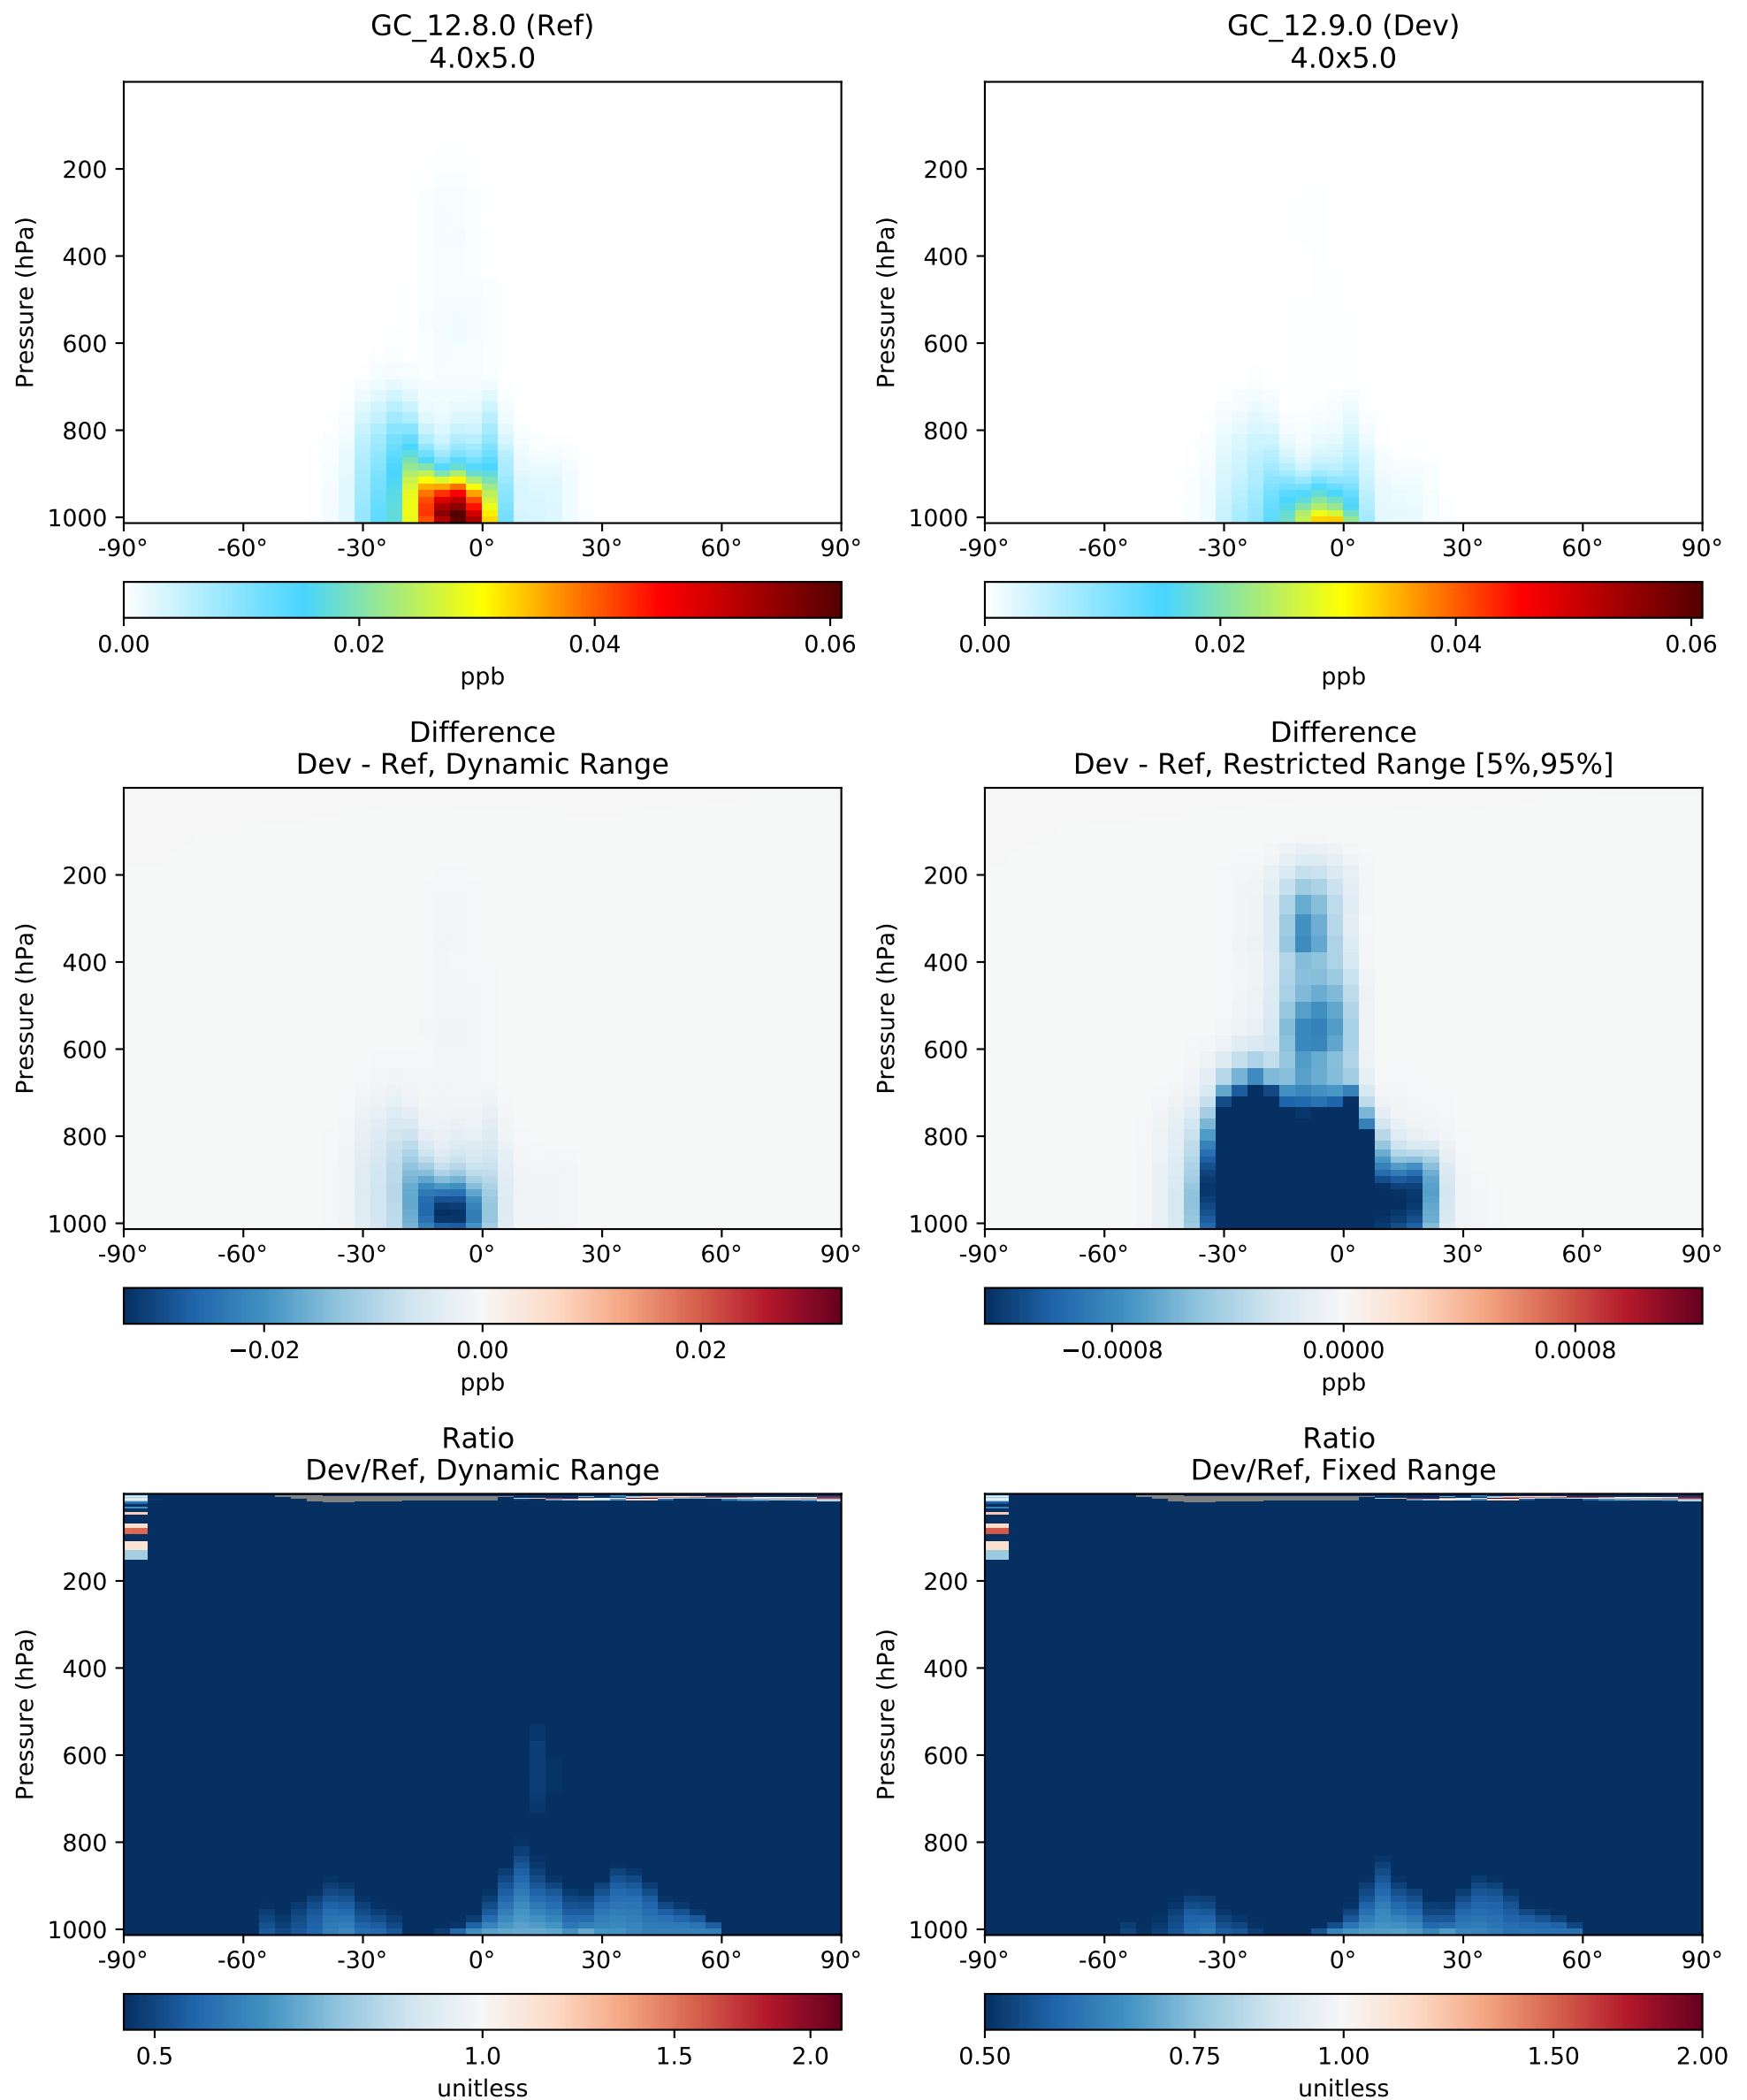 GC_12.8.0 (Ref)
4.0x5.0
Pressure (hPa)
200
400
600
800
1000
-90° -60° -30° 0° 30° 60° 90°
0.00 0.02 0.04 0.06
ppb
GC_12.9.0 (Dev)
4.0x5.0
Pressure (hPa)
200
400
600
800
1000
-90° -60° -30° 0° 30° 60° 90°
0.00 0.02 0.04 0.06
ppb
Difference
Dev - Ref, Dynamic Range
Pressure (hPa)
200
400
600
800
1000
-90° -60° -30° 0° 30° 60° 90°
−0.02 0.00 0.02
ppb
Difference
Dev - Ref, Restricted Range [5%,95%]
Pressure (hPa)
200
400
600
800
1000
-90° -60° -30° 0° 30° 60° 90°
−0.0008 0.0000 0.0008
ppb
Ratio
Dev/Ref, Dynamic Range
Pressure (hPa)
200
400
600
800
1000
-90° -60° -30° 0° 30° 60° 90°
0.5 1.0 1.5 2.0
unitless
Ratio
Dev/Ref, Fixed Range
Pressure (hPa)
200
400
600
800
1000
-90° -60° -30° 0° 30° 60° 90°
0.50 0.75 1.00 1.50 2.00
unitless